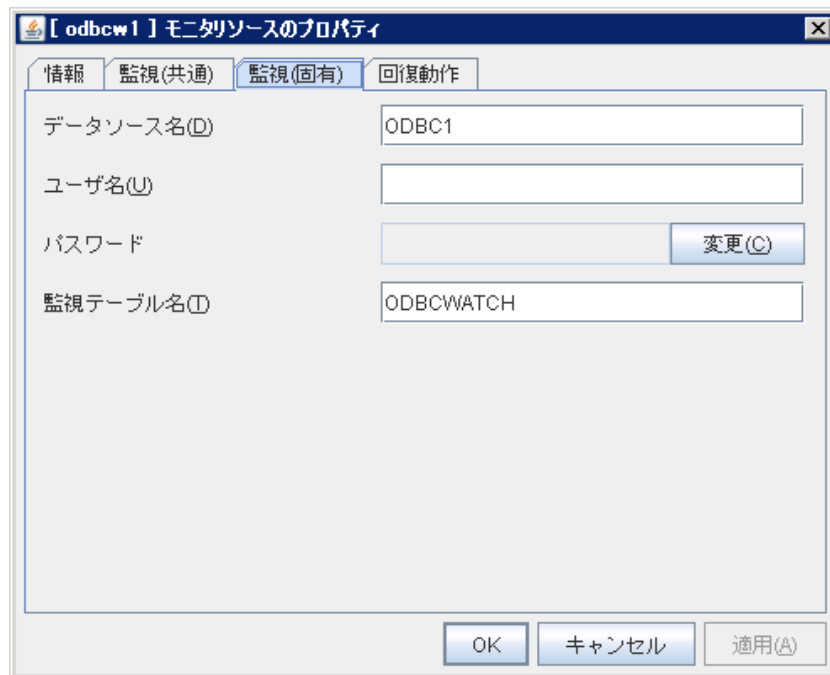 [ odbcw1 ] モニタリソースのプロパティ
情報 監視(共通) 監視(固有) 回復動作
データソース名(D) ODBC1
ユーザ名(U)
パスワード 変更(C)
監視テーブル名(T) ODBCWATCH
OK キャンセル 適用(A)